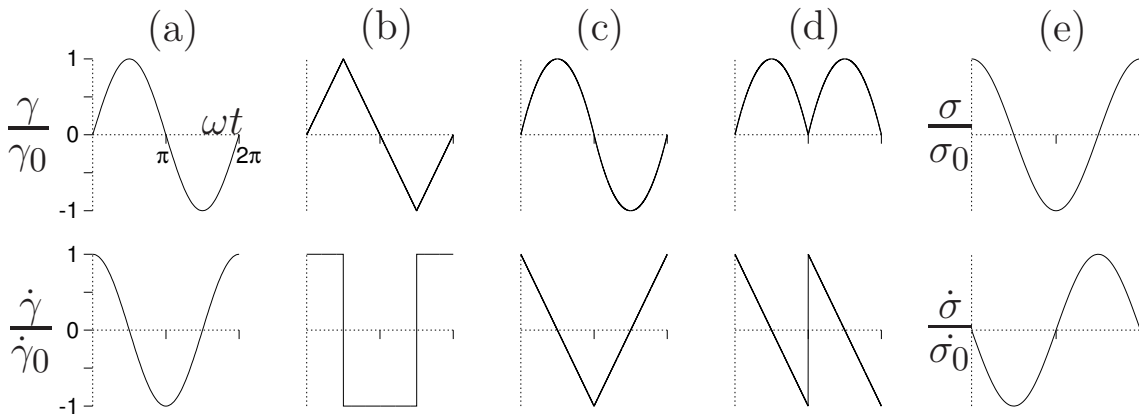 (a) (b) (c) (d) (e)
1
γ/γ₀ 0 ωt σ/σ₀
π 2π
-1
1
γ̇/γ̇₀ 0 σ̇/σ̇₀
-1